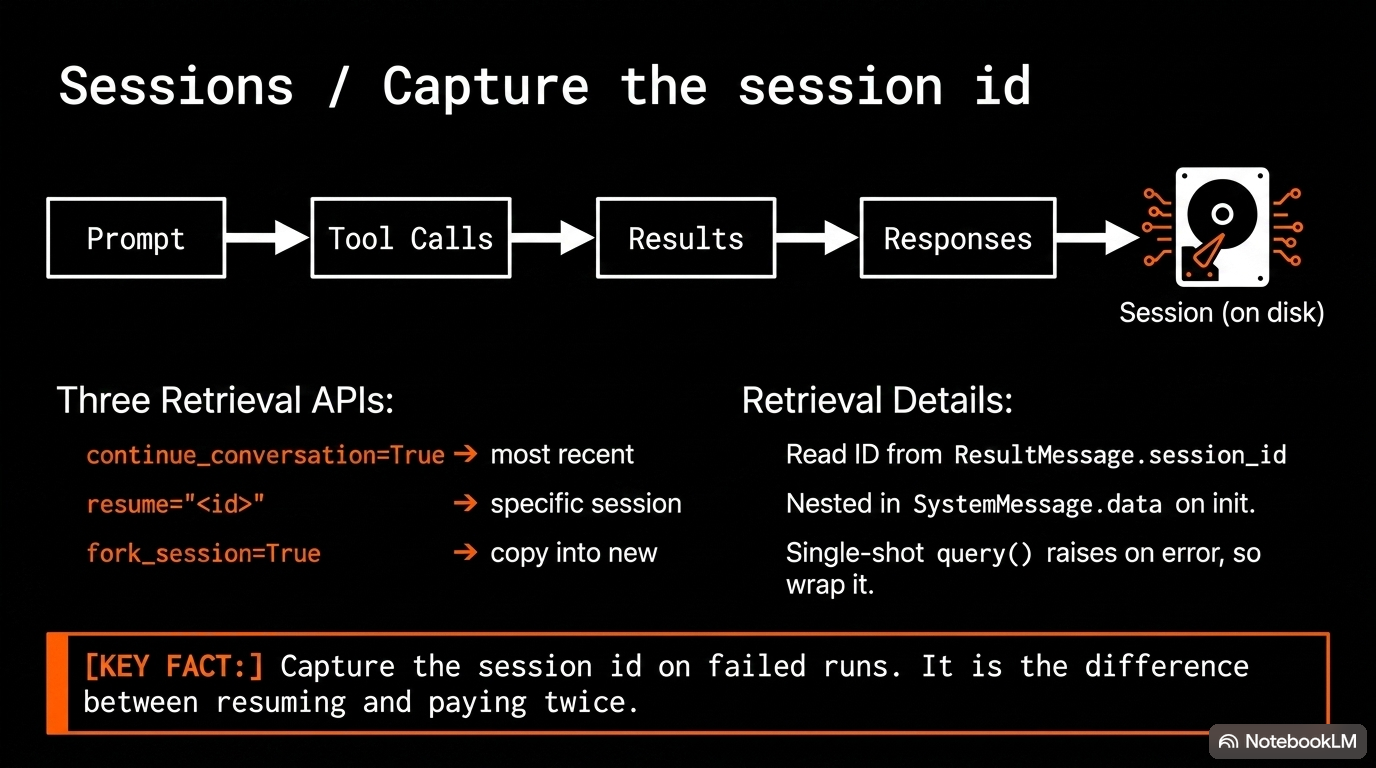 Sessions / Capture the session id
Prompt
Tool Calls
Results
Responses
Session (on disk)
Three Retrieval APIs:
continue_conversation=True → most recent
resume="<id>" → specific session
fork_session=True → copy into new
Retrieval Details:
Read ID from ResultMessage.session_id
Nested in SystemMessage.data on init.
Single-shot query() raises on error, so
wrap it.
[KEY FACT:] Capture the session id on failed runs. It is the difference
between resuming and paying twice.
NotebookLM